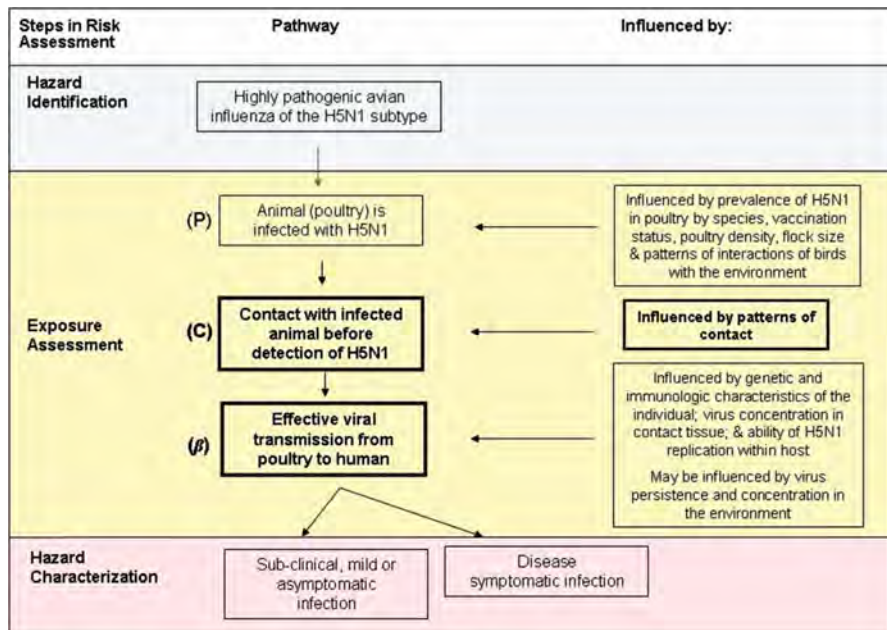 Steps in Risk
Assessment
Pathway
Influenced by:
Hazard
Identification
Highly pathogenic avian
influenza of the H5N1 subtype
(P)
Animal (poultry) is
infected with H5N1
Influenced by prevalence of H5N1
in poultry by species, vaccination
status, poultry density, flock size
& patterns of interactions of birds
with the environment
Exposure
Assessment
(C)
Contact with infected
animal before
detection of H5N1
Influenced by patterns of
contact
(β)
Effective viral
transmission from
poultry to human
Influenced by genetic and
immunologic characteristics of the
individual; virus concentration in
contact tissue; & ability of H5N1
replication within host
May be influenced by virus
persistence and concentration in
the environment
Hazard
Characterization
Sub-clinical, mild or
asymptomatic
infection
Disease
symptomatic infection